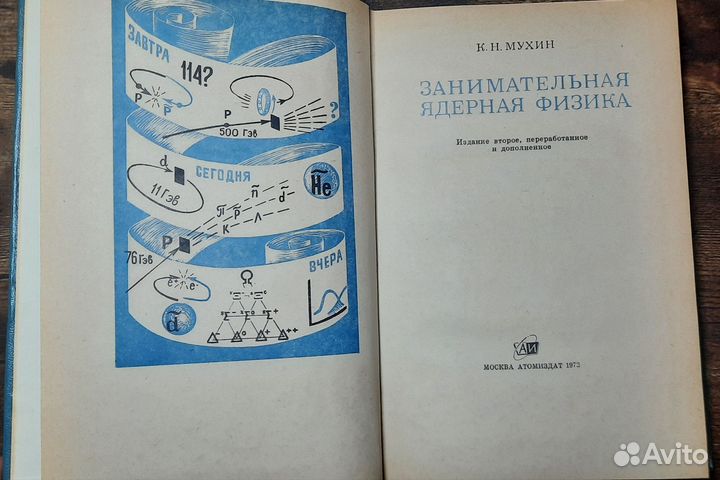 ЗАВТРА
114?
P P̃
P
500 Гэв
?
СЕГОДНЯ
d
11 Гэв
π p̃ ñ d̃
К Λ
H̃e
P
76 Гэв
ВЧЕРА
e⁺ e⁻
d̃
Ω
Δ⁻ Δ⁰ Δ⁺ Δ⁺⁺
К. Н. МУХИН
ЗАНИМАТЕЛЬНАЯ
ЯДЕРНАЯ ФИЗИКА
Издание второе, переработанное
и дополненное
АИ
МОСКВА АТОМИЗДАТ 1972
Avito